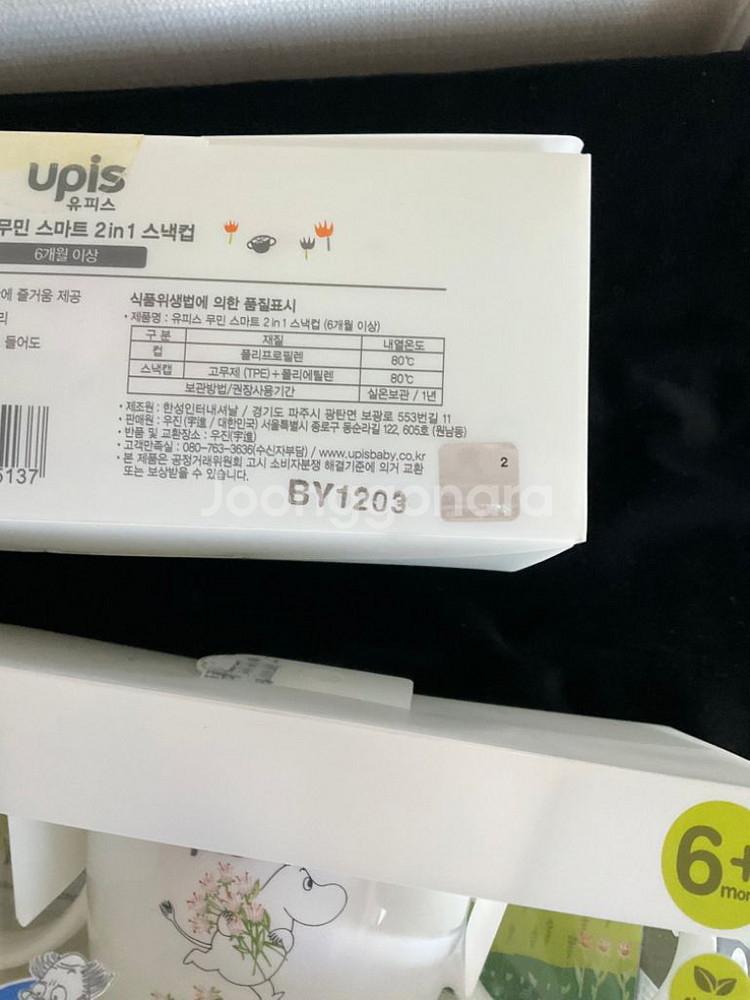 upis
유피스
무민 스마트 2 in 1 스낵컵
6개월 이상
에 즐거움 제공
리
들어도
식품위생법에 의한 품질표시
• 제품명 : 유피스 무민 스마트 2 in 1 스낵컵 (6개월 이상)
구 분 재질 내열온도
컵 폴리프로필렌 80℃
스낵캡 고무제 (TPE) + 폴리에틸렌 80℃
보관방법/권장사용기간 실온보관 / 1년
• 제조원 : 한성인터내셔날 / 경기도 파주시 광탄면 보광로 553번길 11
• 판매원 : 우진(宇進 / 대한민국) 서울특별시 종로구 동순라길 122, 605호 (원남동)
• 반품 및 교환장소 : 우진(宇進)
• 고객만족실 : 080-763-3636(수신자부담) / www.upisbaby.co.kr
• 본 제품은 공정거래위원회 고시 소비자분쟁 해결기준에 의거 교환
또는 보상받을 수 있습니다.
5137
BY1203
2
Joonggonara
6+
mon